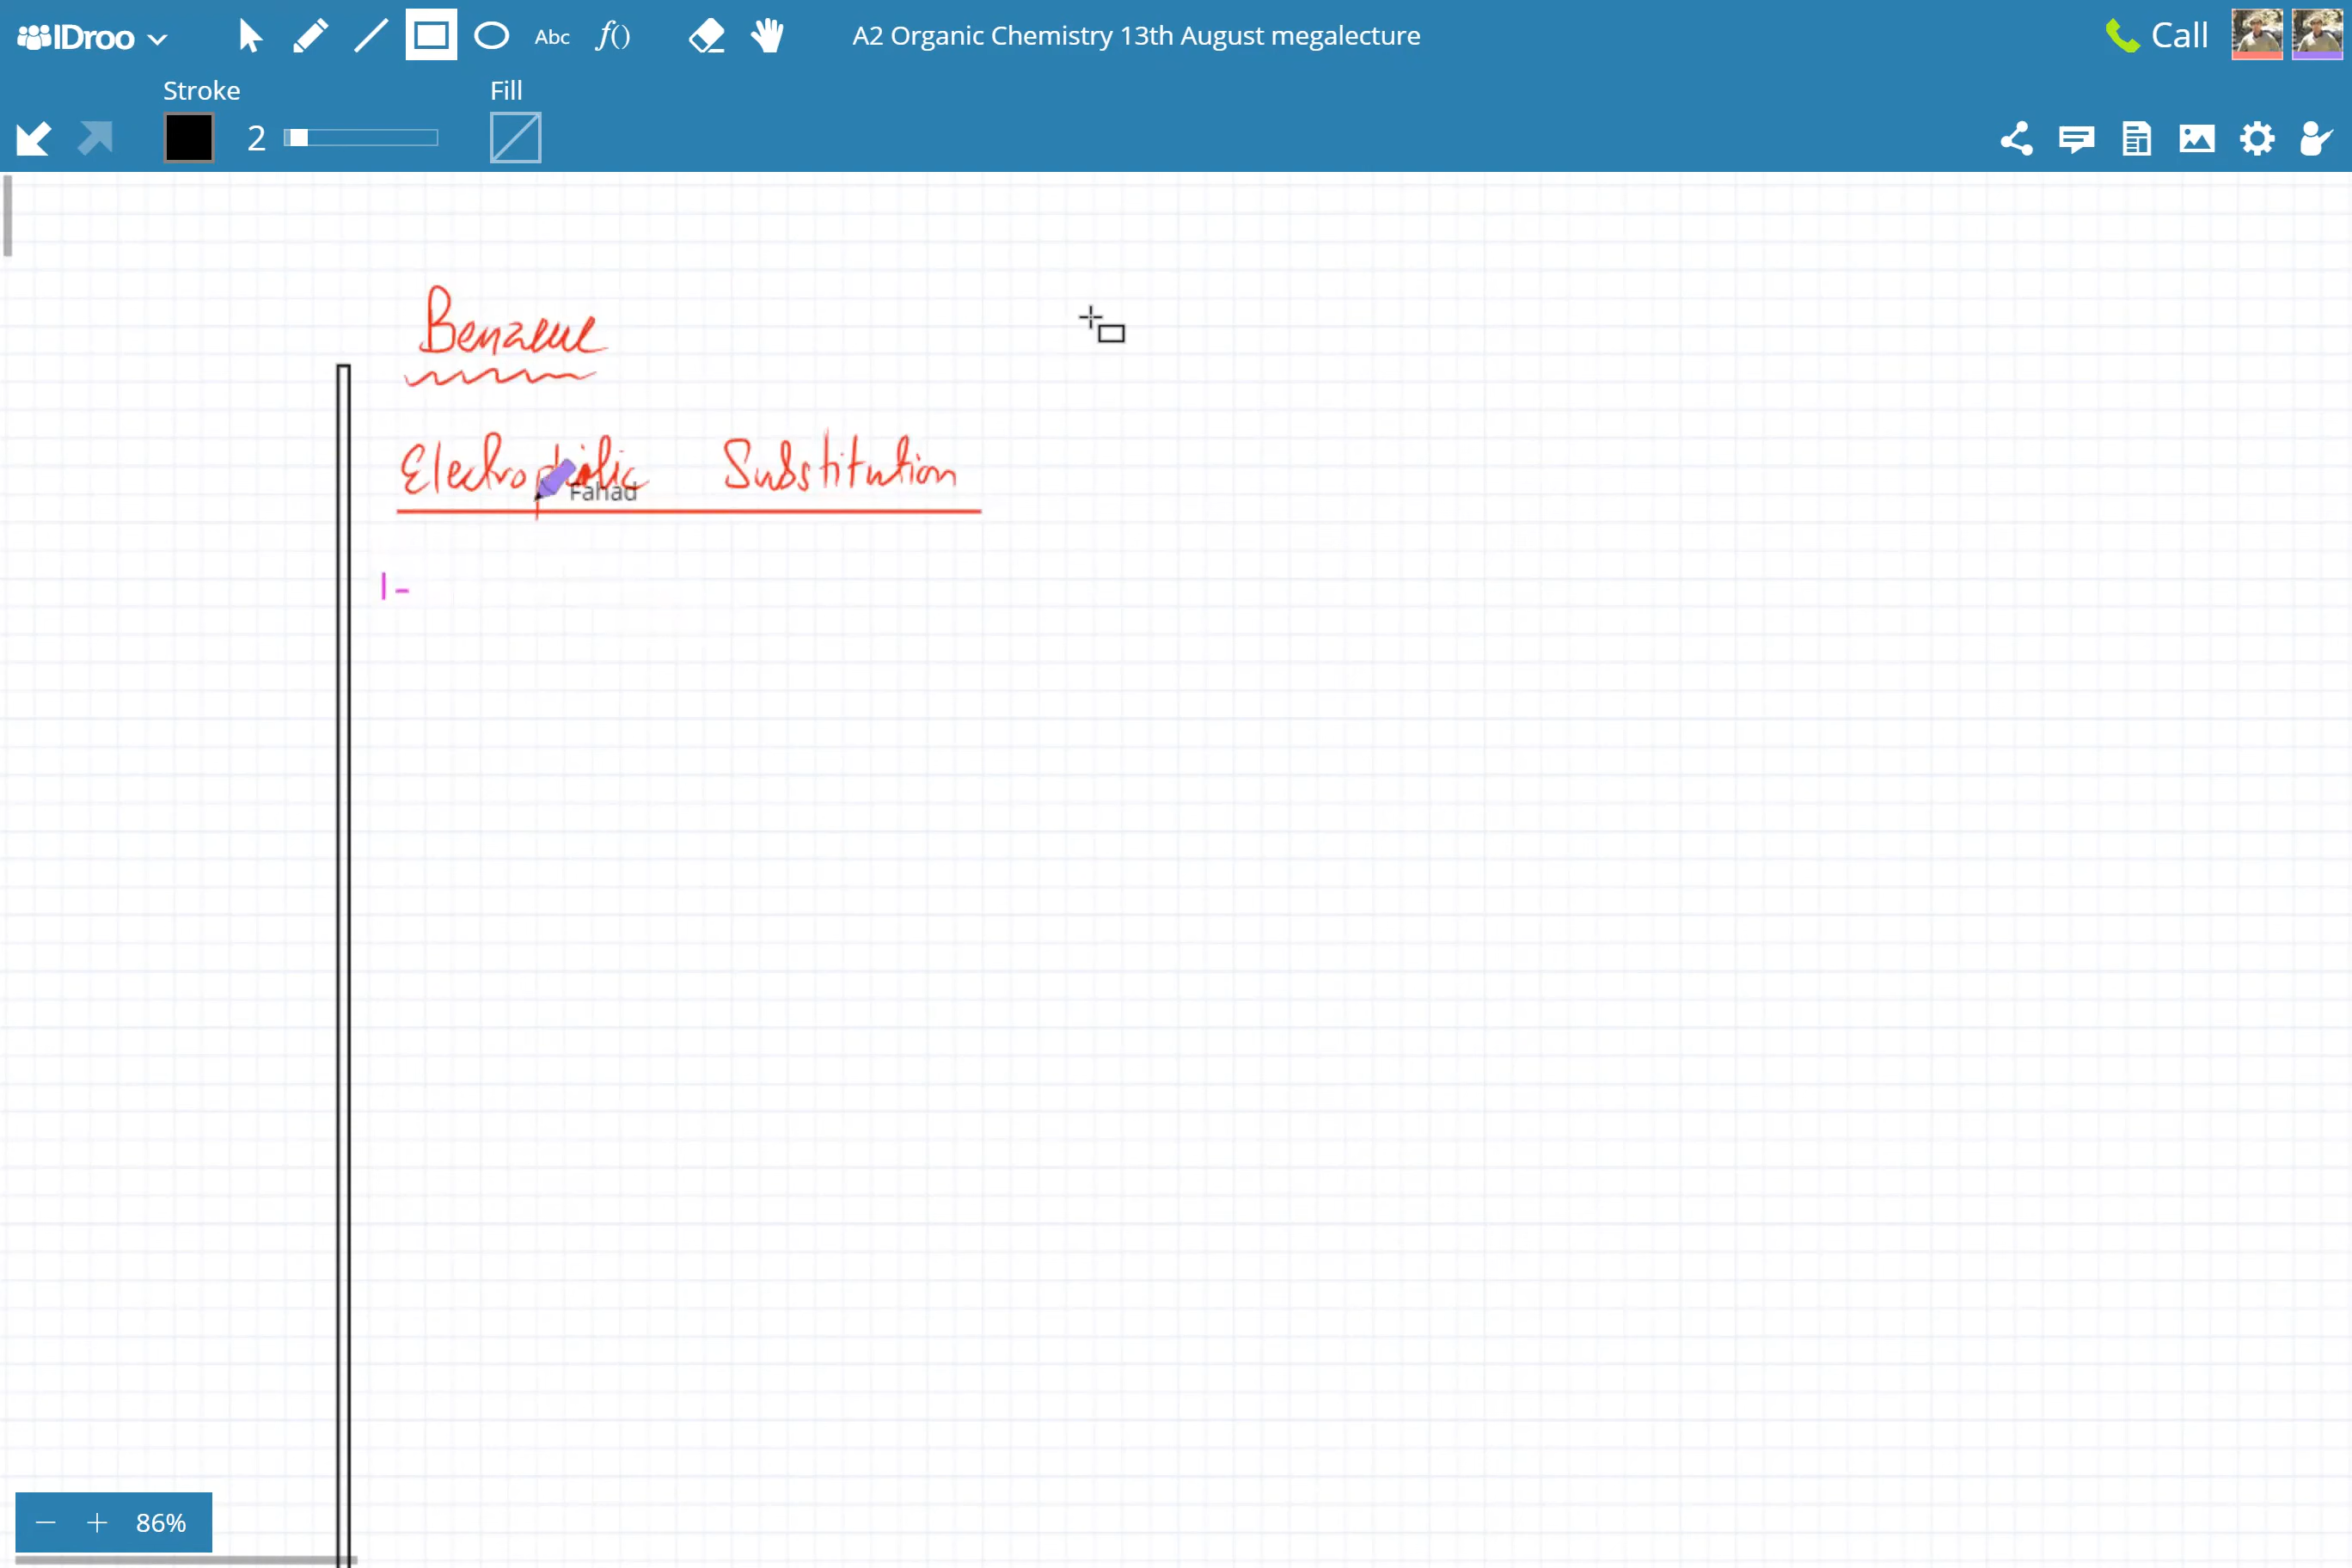 IDroo Abc f() A2 Organic Chemistry 13th August megalecture Call
Stroke Fill
2
Benzene
Electrophilic Substitution
Fahad
1-
86%